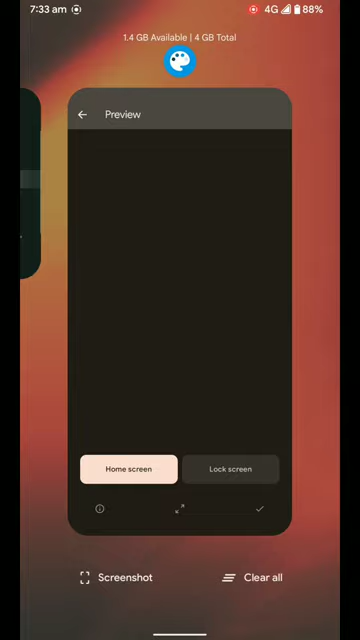 7:33 am
4G 88%
1.4 GB Available | 4 GB Total
Preview
Home screen
Lock screen
Screenshot
Clear all